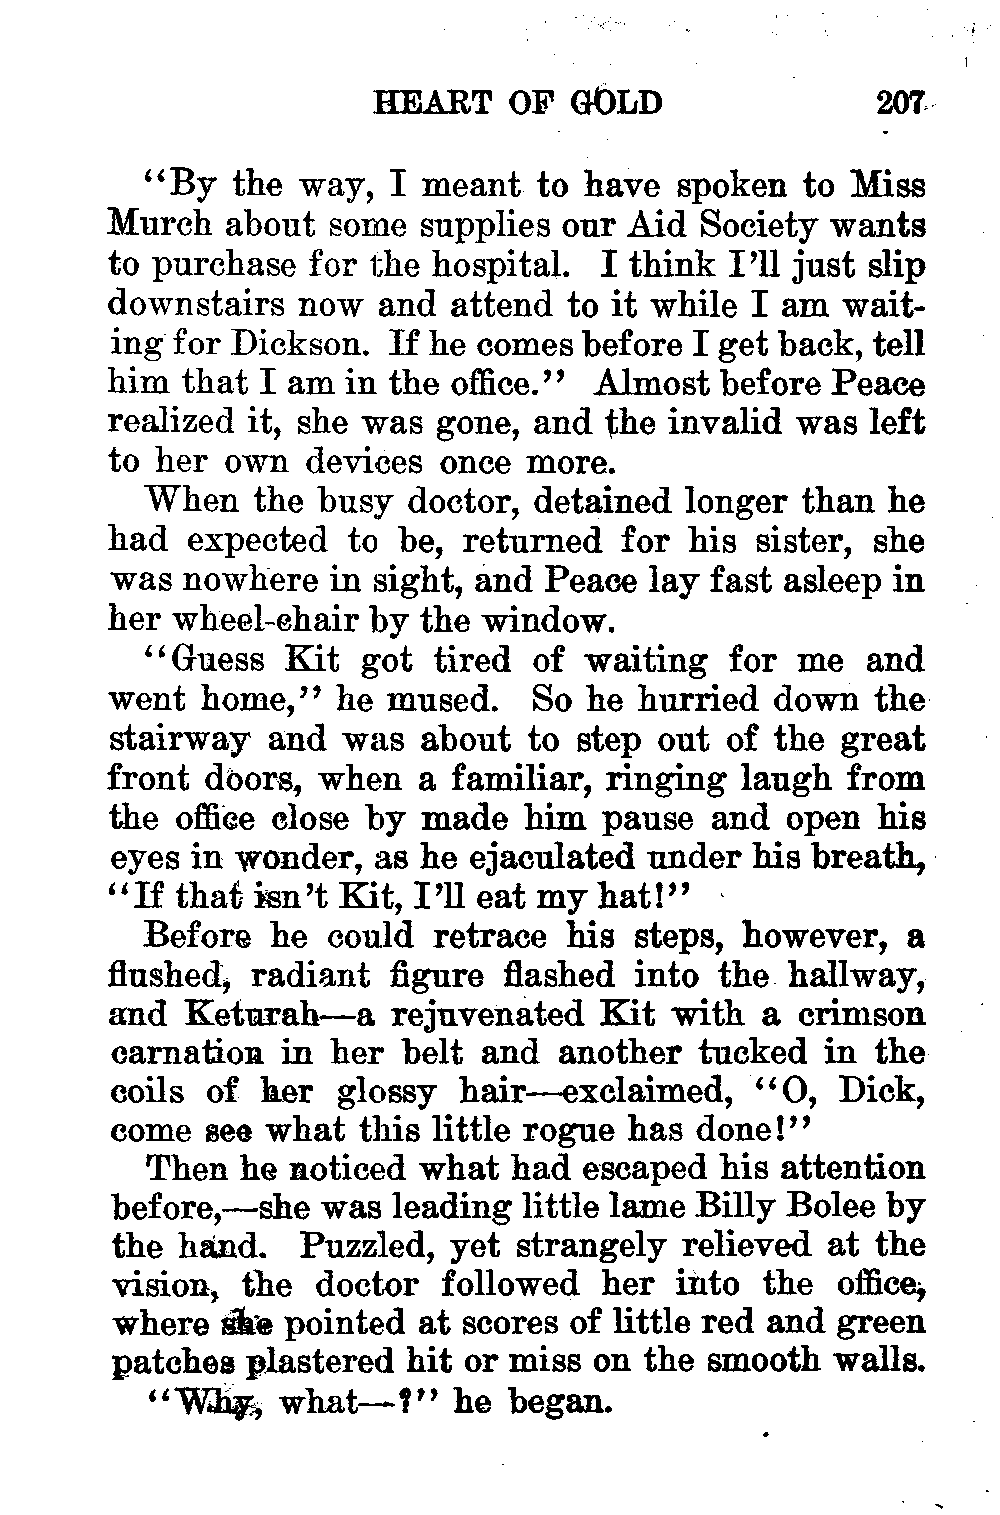 HEART OF GOLD 207
"By the way, I meant to have spoken to Miss
Murch about some supplies our Aid Society wants
to purchase for the hospital. I think I'll just slip
downstairs now and attend to it while I am wait-
ing for Dickson. If he comes before I get back, tell
him that I am in the office." Almost before Peace
realized it, she was gone, and the invalid was left
to her own devices once more.
When the busy doctor, detained longer than he
had expected to be, returned for his sister, she
was nowhere in sight, and Peace lay fast asleep in
her wheel-chair by the window.
"Guess Kit got tired of waiting for me and
went home," he mused. So he hurried down the
stairway and was about to step out of the great
front doors, when a familiar, ringing laugh from
the office close by made him pause and open his
eyes in wonder, as he ejaculated under his breath,
"If that isn't Kit, I'll eat my hat!"
Before he could retrace his steps, however, a
flushed, radiant figure flashed into the hallway,
and Keturah—a rejuvenated Kit with a crimson
carnation in her belt and another tucked in the
coils of her glossy hair—exclaimed, "O, Dick,
come see what this little rogue has done!"
Then he noticed what had escaped his attention
before,—she was leading little lame Billy Bolee by
the hand. Puzzled, yet strangely relieved at the
vision, the doctor followed her into the office,
where she pointed at scores of little red and green
patches plastered hit or miss on the smooth walls.
"Why, what—?" he began.